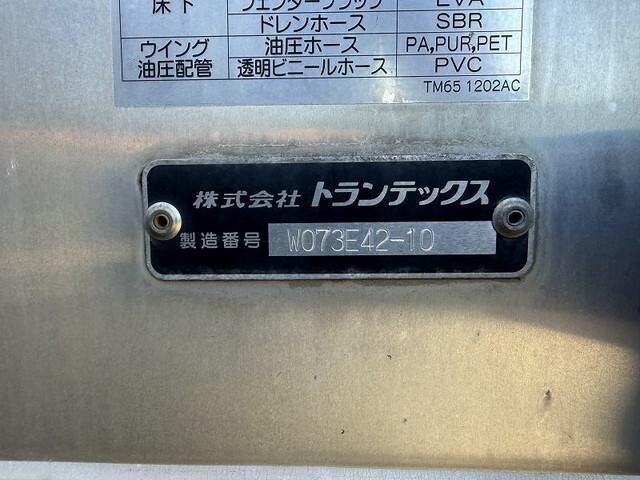 床下 フェンダーフラップ EVA
ドレンホース SBR
ウイング 油圧ホース PA,PUR,PET
油圧配管 透明ビニールホース PVC
TM65 1202AC
株式会社 トランテックス
製造番号 W073E42-10